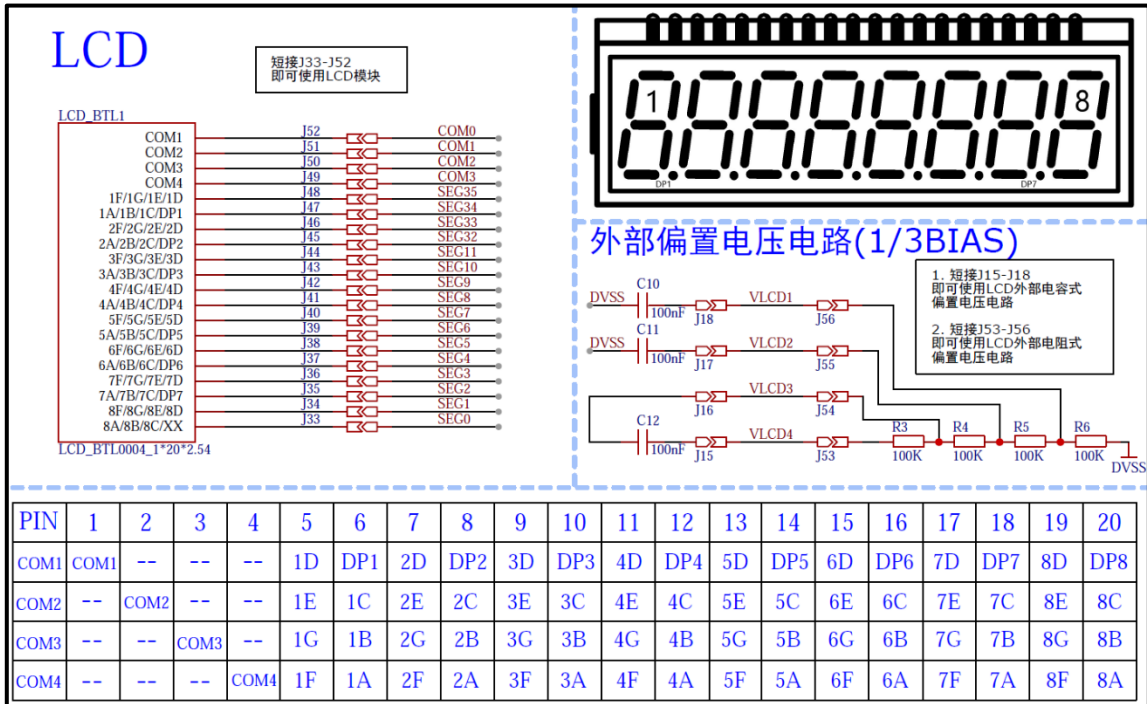 LCD
短接J33-J52
即可使用LCD模块
LCD_BTL1
COM1 J52 COM0
COM2 J51 COM1
COM3 J50 COM2
COM4 J49 COM3
1F/1G/1E/1D J48 SEG35
1A/1B/1C/DP1 J47 SEG34
2F/2G/2E/2D J46 SEG33
2A/2B/2C/DP2 J45 SEG32
3F/3G/3E/3D J44 SEG11
3A/3B/3C/DP3 J43 SEG10
4F/4G/4E/4D J42 SEG9
4A/4B/4C/DP4 J41 SEG8
5F/5G/5E/5D J40 SEG7
5A/5B/5C/DP5 J39 SEG6
6F/6G/6E/6D J38 SEG5
6A/6B/6C/DP6 J37 SEG4
7F/7G/7E/7D J36 SEG3
7A/7B/7C/DP7 J35 SEG2
8F/8G/8E/8D J34 SEG1
8A/8B/8C/XX J33 SEG0
LCD_BTL0004_1*20*2.54
1 8
DP1 DP7
外部偏置电压电路(1/3BIAS)
1. 短接J15-J18
即可使用LCD外部电容式
偏置电压电路
2. 短接J53-J56
即可使用LCD外部电阻式
偏置电压电路
C10
DVSS VLCD1
100nF J18 J56
C11
DVSS VLCD2
100nF J17 J55
VLCD3
J16 J54
C12 VLCD4 R3 R4 R5 R6
100nF J15 J53 100K 100K 100K 100K
DVSS
PIN 1 2 3 4 5 6 7 8 9 10 11 12 13 14 15 16 17 18 19 20
COM1 COM1 -- -- -- 1D DP1 2D DP2 3D DP3 4D DP4 5D DP5 6D DP6 7D DP7 8D DP8
COM2 -- COM2 -- -- 1E 1C 2E 2C 3E 3C 4E 4C 5E 5C 6E 6C 7E 7C 8E 8C
COM3 -- -- COM3 -- 1G 1B 2G 2B 3G 3B 4G 4B 5G 5B 6G 6B 7G 7B 8G 8B
COM4 -- -- -- COM4 1F 1A 2F 2A 3F 3A 4F 4A 5F 5A 6F 6A 7F 7A 8F 8A